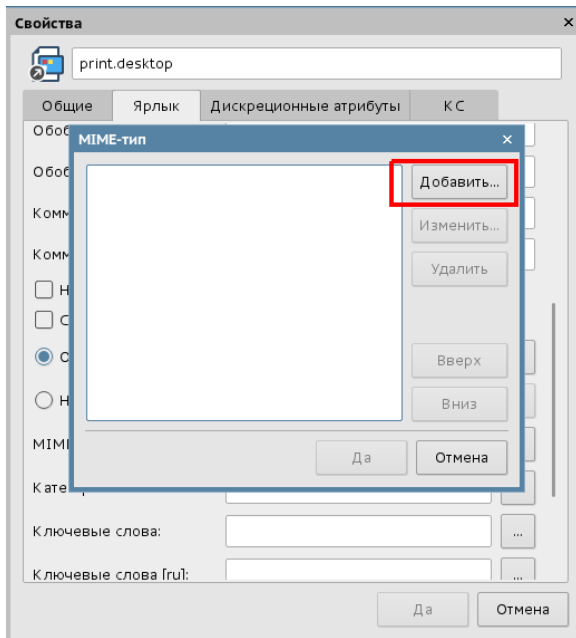 Свойства
print.desktop
Общие Ярлык Дискреционные атрибуты КС
MIME-тип
Добавить...
Изменить...
Удалить
Вверх
Вниз
Да Отмена
Ключевые слова: ...
Ключевые слова [ru]: ...
Да Отмена